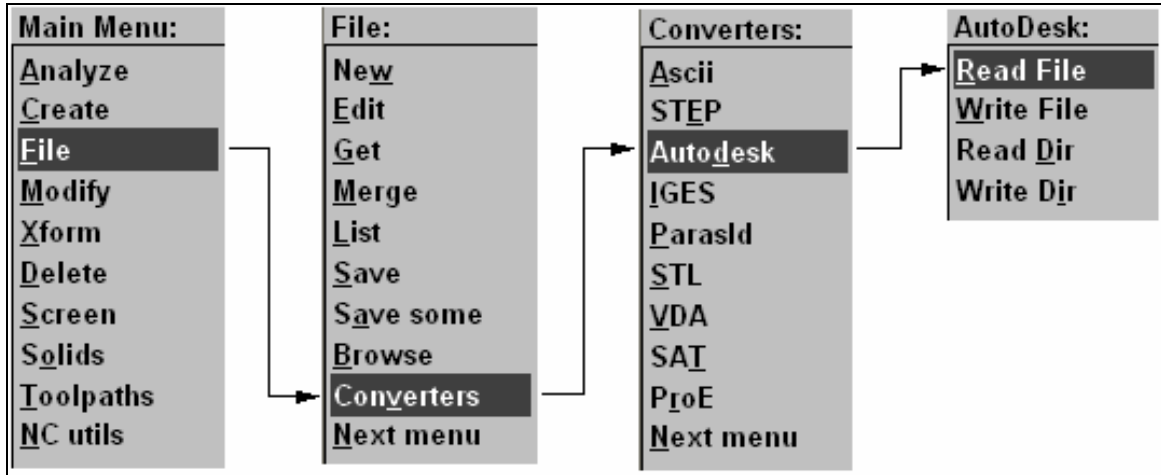 Main Menu:
Analyze
Create
File
Modify
Xform
Delete
Screen
Solids
Toolpaths
NC utils
File:
New
Edit
Get
Merge
List
Save
Save some
Browse
Converters
Next menu
Converters:
Ascii
STEP
Autodesk
IGES
Parasld
STL
VDA
SAT
ProE
Next menu
AutoDesk:
Read File
Write File
Read Dir
Write Dir